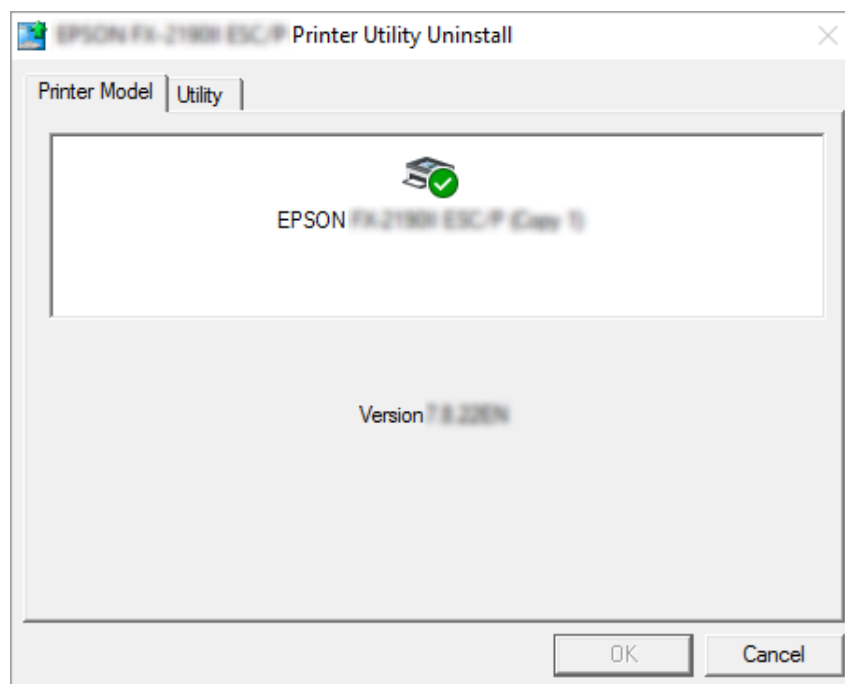 Printer Utility Uninstall
Printer Model
Utility
EPSON
Version
OK
Cancel